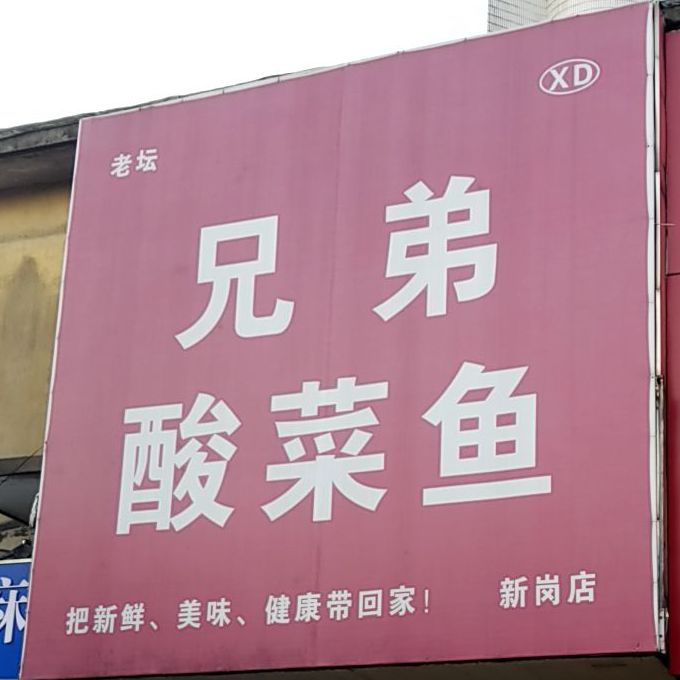 XD
老坛
兄弟
酸菜鱼
把新鲜、美味、健康带回家！
新岗店